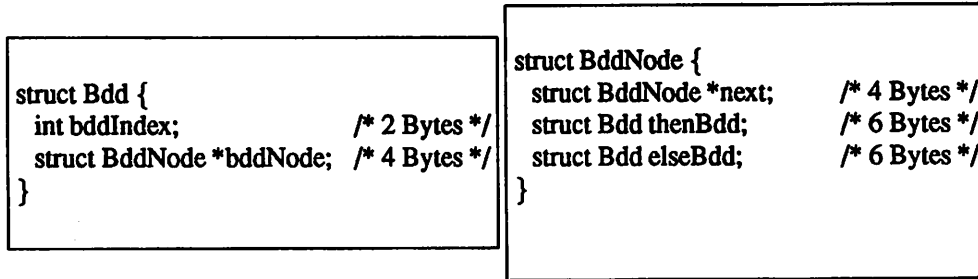 struct Bdd {
int bddIndex; /* 2 Bytes */
struct BddNode *bddNode; /* 4 Bytes */
}
struct BddNode {
struct BddNode *next; /* 4 Bytes */
struct Bdd thenBdd; /* 6 Bytes */
struct Bdd elseBdd; /* 6 Bytes */
}